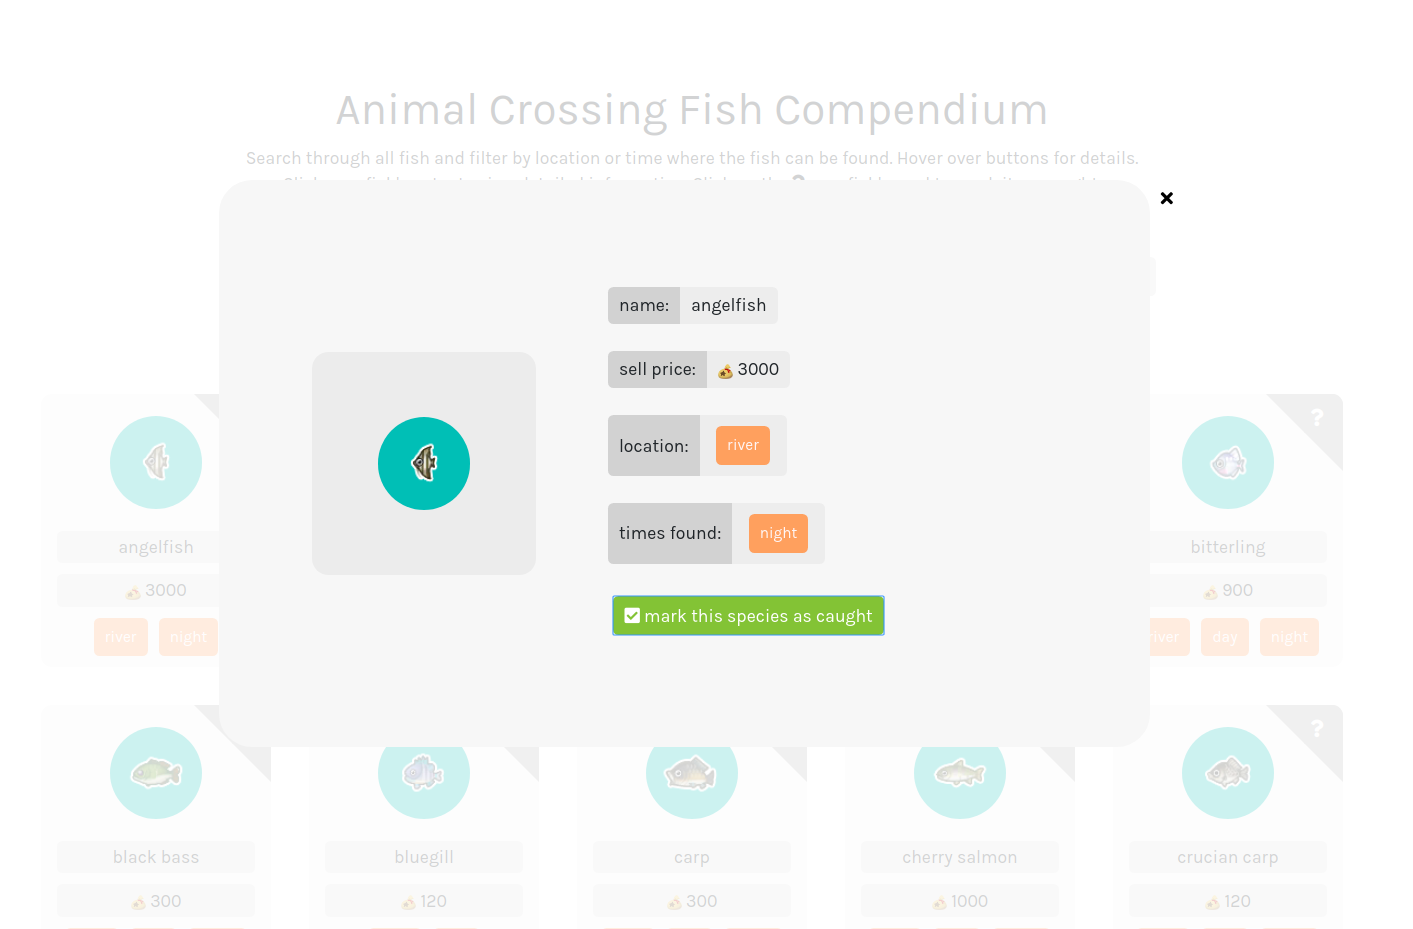 Animal Crossing Fish Compendium
Search through all fish and filter by location or time where the fish can be found. Hover over buttons for details.
name: angelfish
sell price: 3000
location: river
times found: night
mark this species as caught
?
angelfish
3000
river night
bitterling
900
river day night
?
black bass
300
bluegill
120
carp
300
cherry salmon
1000
crucian carp
120